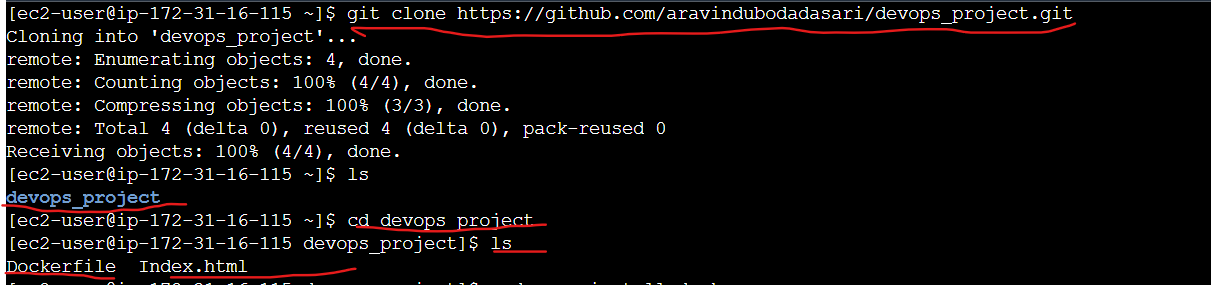 [ec2-user@ip-172-31-16-115 ~]$ git clone https://github.com/aravindubodadasari/devops_project.git
Cloning into 'devops_project'...
remote: Enumerating objects: 4, done.
remote: Counting objects: 100% (4/4), done.
remote: Compressing objects: 100% (3/3), done.
remote: Total 4 (delta 0), reused 4 (delta 0), pack-reused 0
Receiving objects: 100% (4/4), done.
[ec2-user@ip-172-31-16-115 ~]$ ls
devops_project
[ec2-user@ip-172-31-16-115 ~]$ cd devops_project
[ec2-user@ip-172-31-16-115 devops_project]$ ls
Dockerfile  Index.html